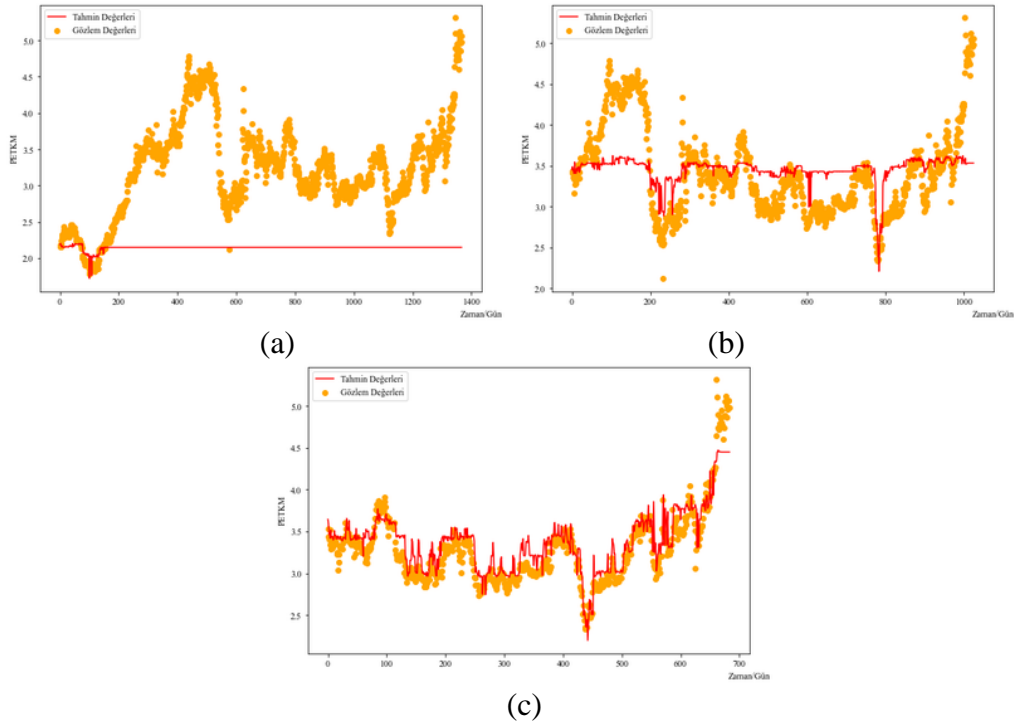 Tahmin Değerleri
Gözlem Değerleri
5.0
4.5
4.0
3.5
3.0
2.5
2.0
PETKM
0 200 400 600 800 1000 1200 1400
Zaman/Gün
(a)
Tahmin Değerleri
Gözlem Değerleri
5.0
4.5
4.0
3.5
3.0
2.5
2.0
PETKM
0 200 400 600 800 1000
Zaman/Gün
(b)
Tahmin Değerleri
Gözlem Değerleri
5.0
4.5
4.0
3.5
3.0
2.5
PETKM
0 100 200 300 400 500 600 700
Zaman/Gün
(c)